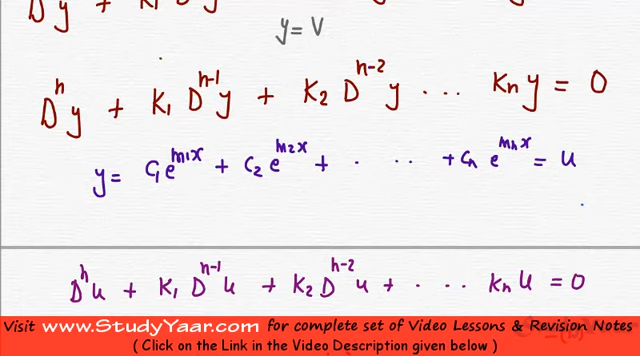 Dy + K₁D
y = V
Dⁿy + K₁Dⁿ⁻¹y + K₂Dⁿ⁻²y ... Kₙy = 0
y = C₁e^m₁x + C₂e^m₂x + . .. + Cₙe^mₙx = u
Dⁿu + K₁Dⁿ⁻¹u + K₂Dⁿ⁻²u + . ... Kₙu = 0
Visit www.StudyYaar.com for complete set of Video Lessons & Revision Notes
( Click on the Link in the Video Description given below )